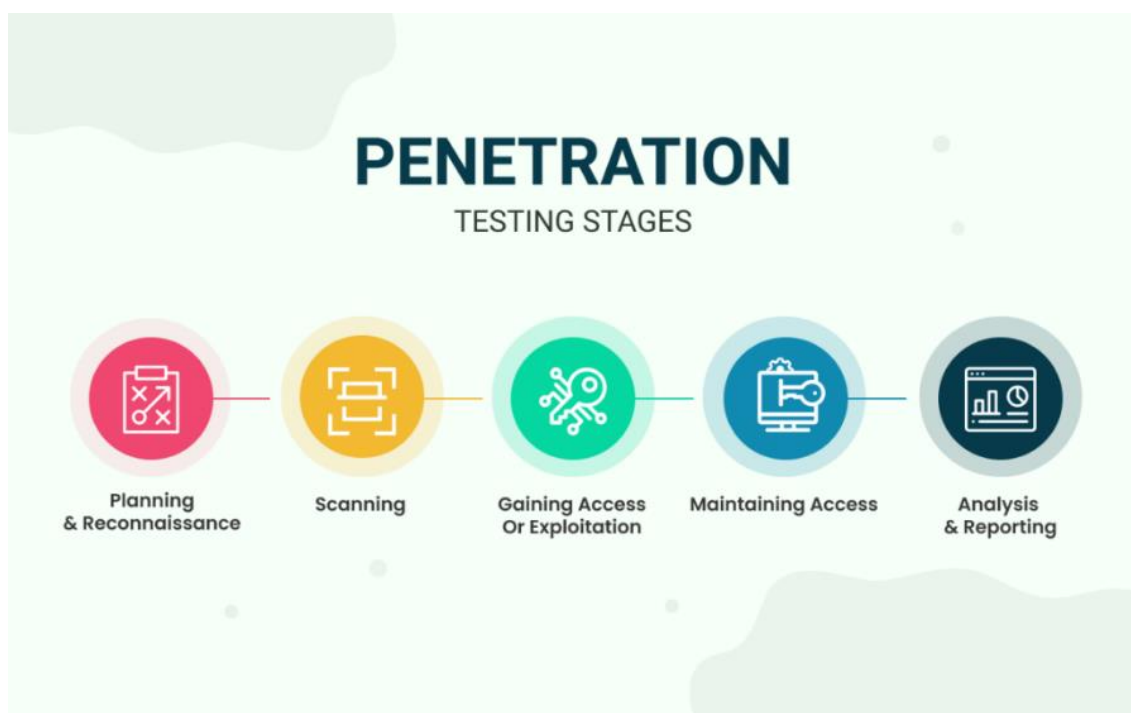 PENETRATION
TESTING STAGES
Planning
& Reconnaissance
Scanning
Gaining Access
Or Exploitation
Maintaining Access
Analysis
& Reporting